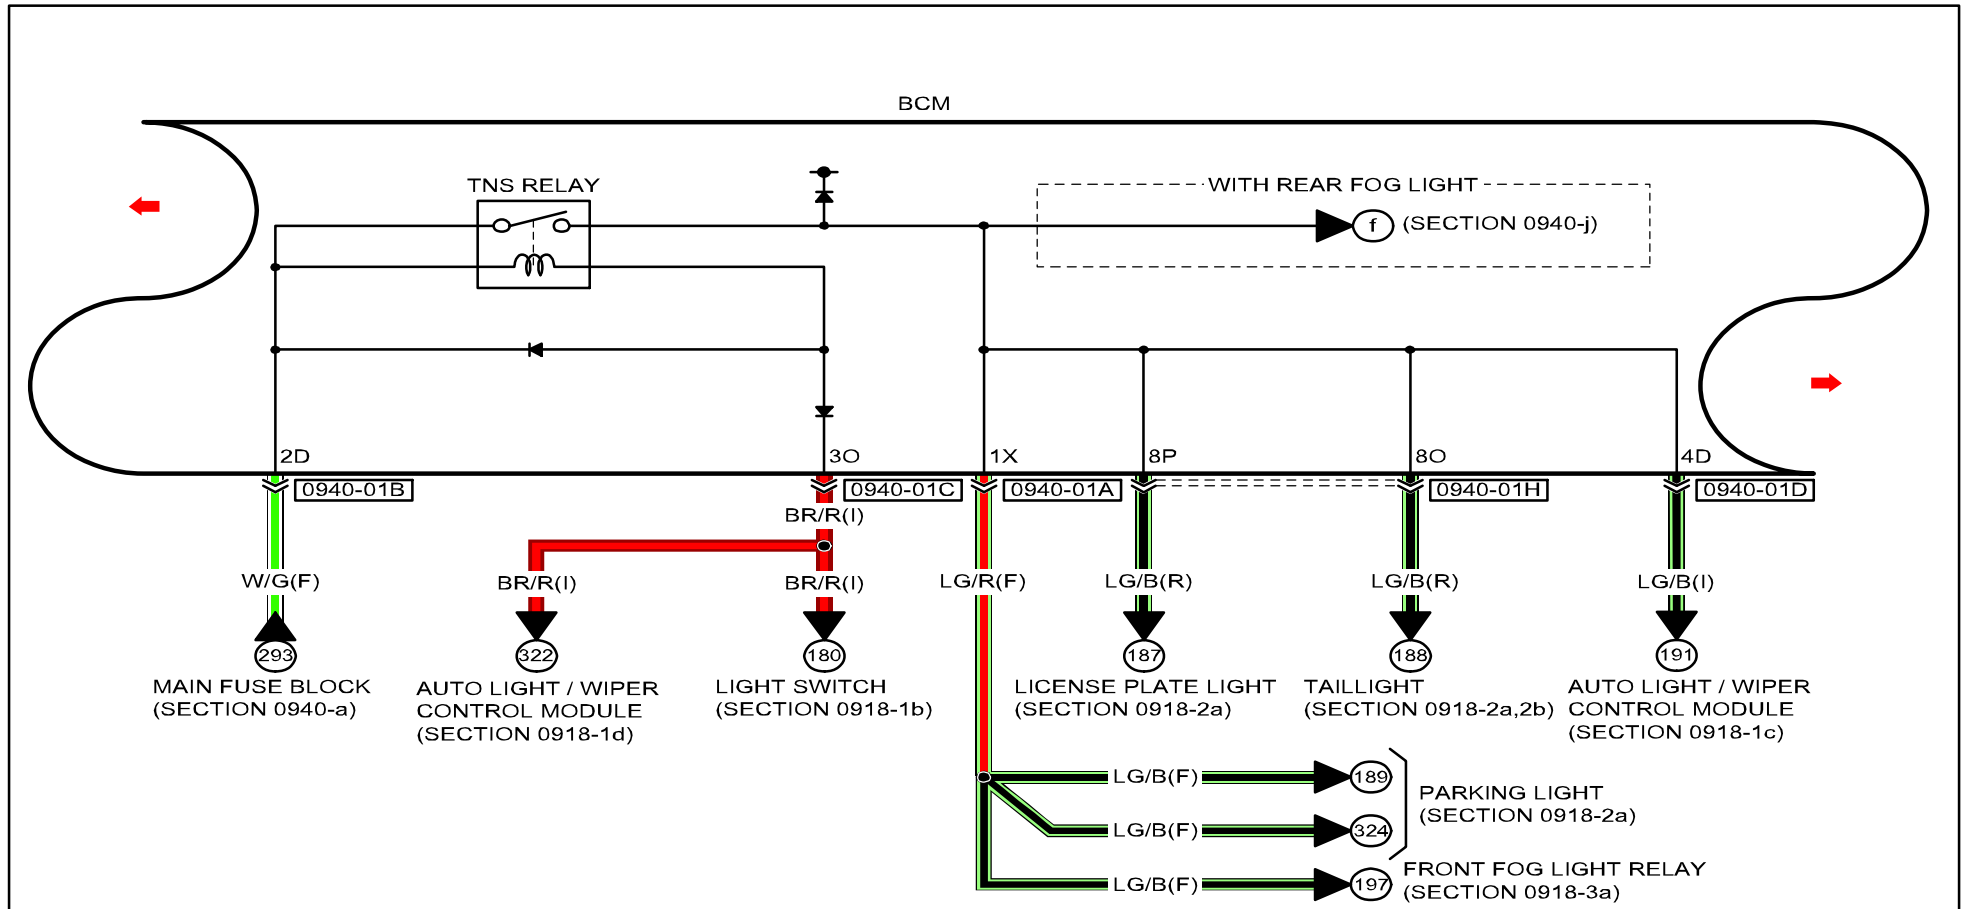 BCM
TNS RELAY
WITH REAR FOG LIGHT
f
(SECTION 0940-j)
2D
3O
1X
8P
8O
4D
0940-01B
0940-01C
0940-01A
0940-01H
0940-01D
BR/R(I)
W/G(F)
BR/R(I)
BR/R(I)
LG/R(F)
LG/B(R)
LG/B(R)
LG/B(I)
293
322
180
187
188
191
MAIN FUSE BLOCK
(SECTION 0940-a)
AUTO LIGHT / WIPER
CONTROL MODULE
(SECTION 0918-1d)
LIGHT SWITCH
(SECTION 0918-1b)
LICENSE PLATE LIGHT
(SECTION 0918-2a)
TAILLIGHT
(SECTION 0918-2a,2b)
AUTO LIGHT / WIPER
CONTROL MODULE
(SECTION 0918-1c)
LG/B(F)
189
LG/B(F)
324
PARKING LIGHT
(SECTION 0918-2a)
LG/B(F)
197
FRONT FOG LIGHT RELAY
(SECTION 0918-3a)